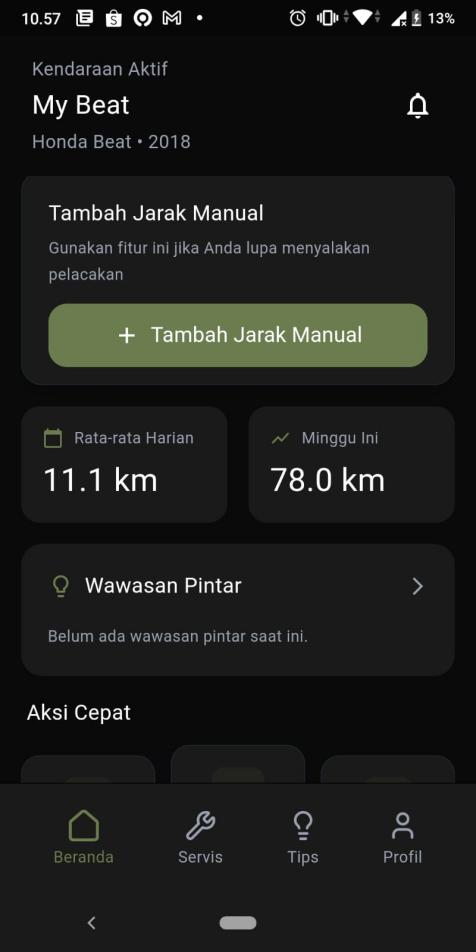 10.57
13%
Kendaraan Aktif
My Beat
Honda Beat • 2018
Tambah Jarak Manual
Gunakan fitur ini jika Anda lupa menyalakan
pelacakan
+ Tambah Jarak Manual
Rata-rata Harian
11.1 km
Minggu Ini
78.0 km
Wawasan Pintar
Belum ada wawasan pintar saat ini.
Aksi Cepat
Beranda
Servis
Tips
Profil